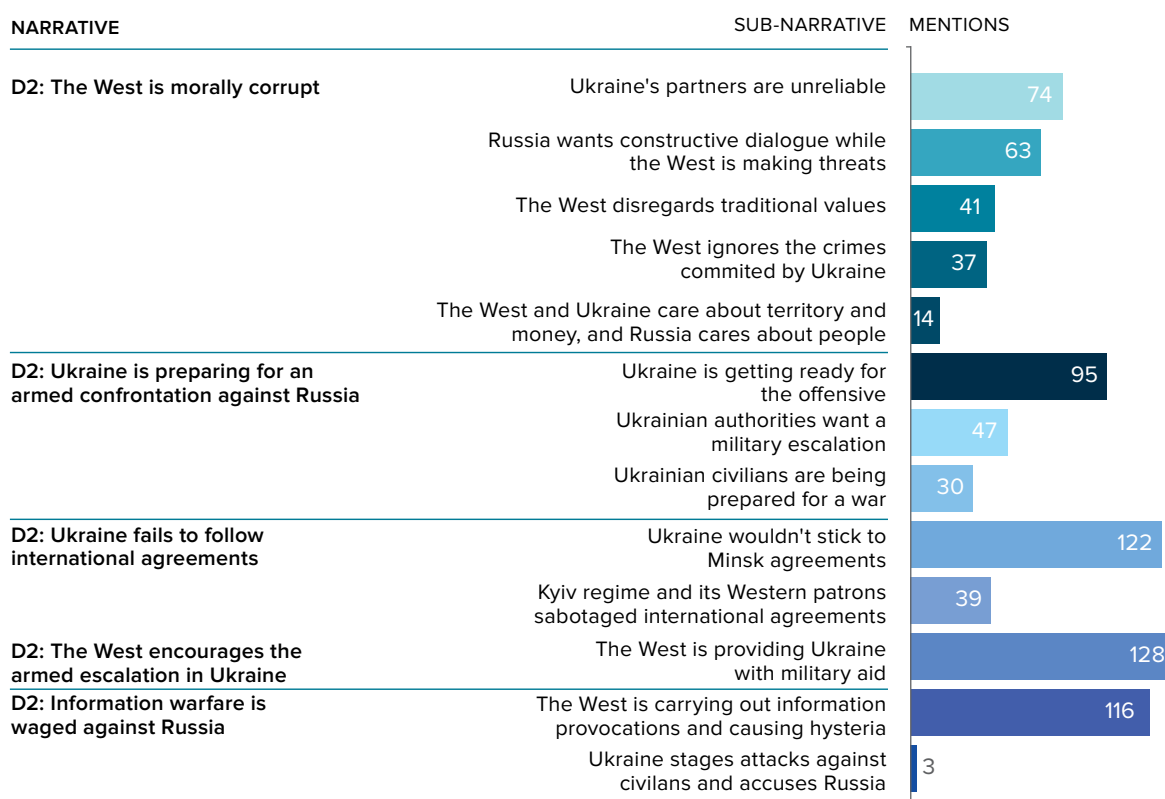 NARRATIVE SUB-NARRATIVE MENTIONS
D2: The West is morally corrupt
Ukraine's partners are unreliable
74
Russia wants constructive dialogue while
the West is making threats
63
The West disregards traditional values
41
The West ignores the crimes
commited by Ukraine
37
The West and Ukraine care about territory and
money, and Russia cares about people
14
D2: Ukraine is preparing for an
armed confrontation against Russia
Ukraine is getting ready for
the offensive
95
Ukrainian authorities want a
military escalation
47
Ukrainian civilians are being
prepared for a war
30
D2: Ukraine fails to follow
international agreements
Ukraine wouldn't stick to
Minsk agreements
122
Kyiv regime and its Western patrons
sabotaged international agreements
39
D2: The West encourages the
armed escalation in Ukraine
The West is providing Ukraine
with military aid
128
D2: Information warfare is
waged against Russia
The West is carrying out information
provocations and causing hysteria
116
Ukraine stages attacks against
civilans and accuses Russia
3